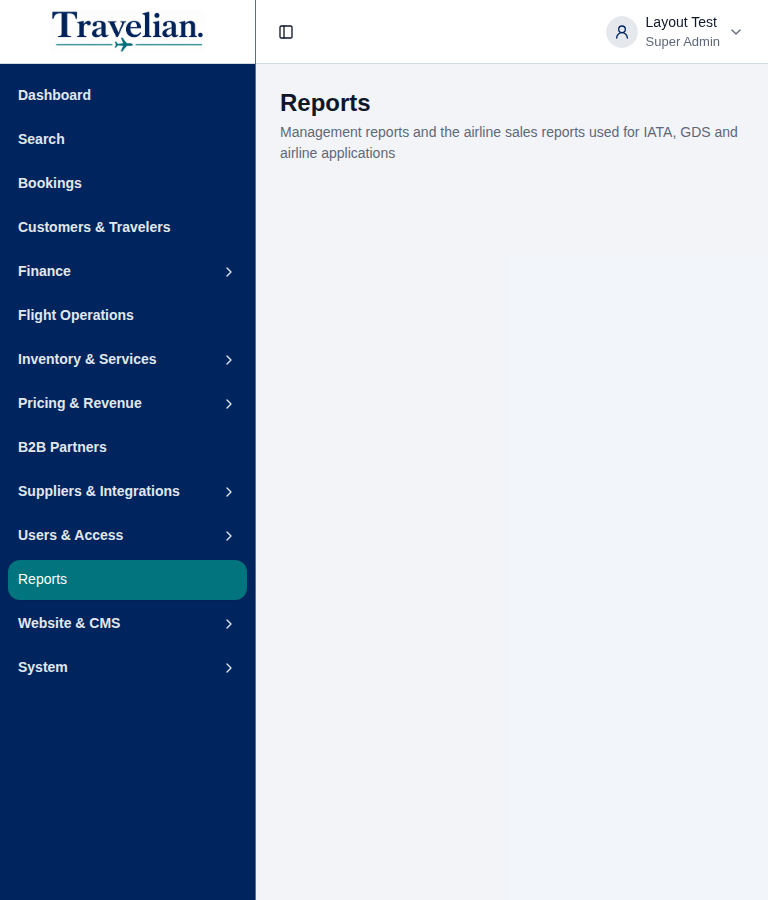 Travelian.
Layout Test
Super Admin
Dashboard
Search
Bookings
Customers & Travelers
Finance
Flight Operations
Inventory & Services
Pricing & Revenue
B2B Partners
Suppliers & Integrations
Users & Access
Reports
Website & CMS
System
Reports
Management reports and the airline sales reports used for IATA, GDS and
airline applications